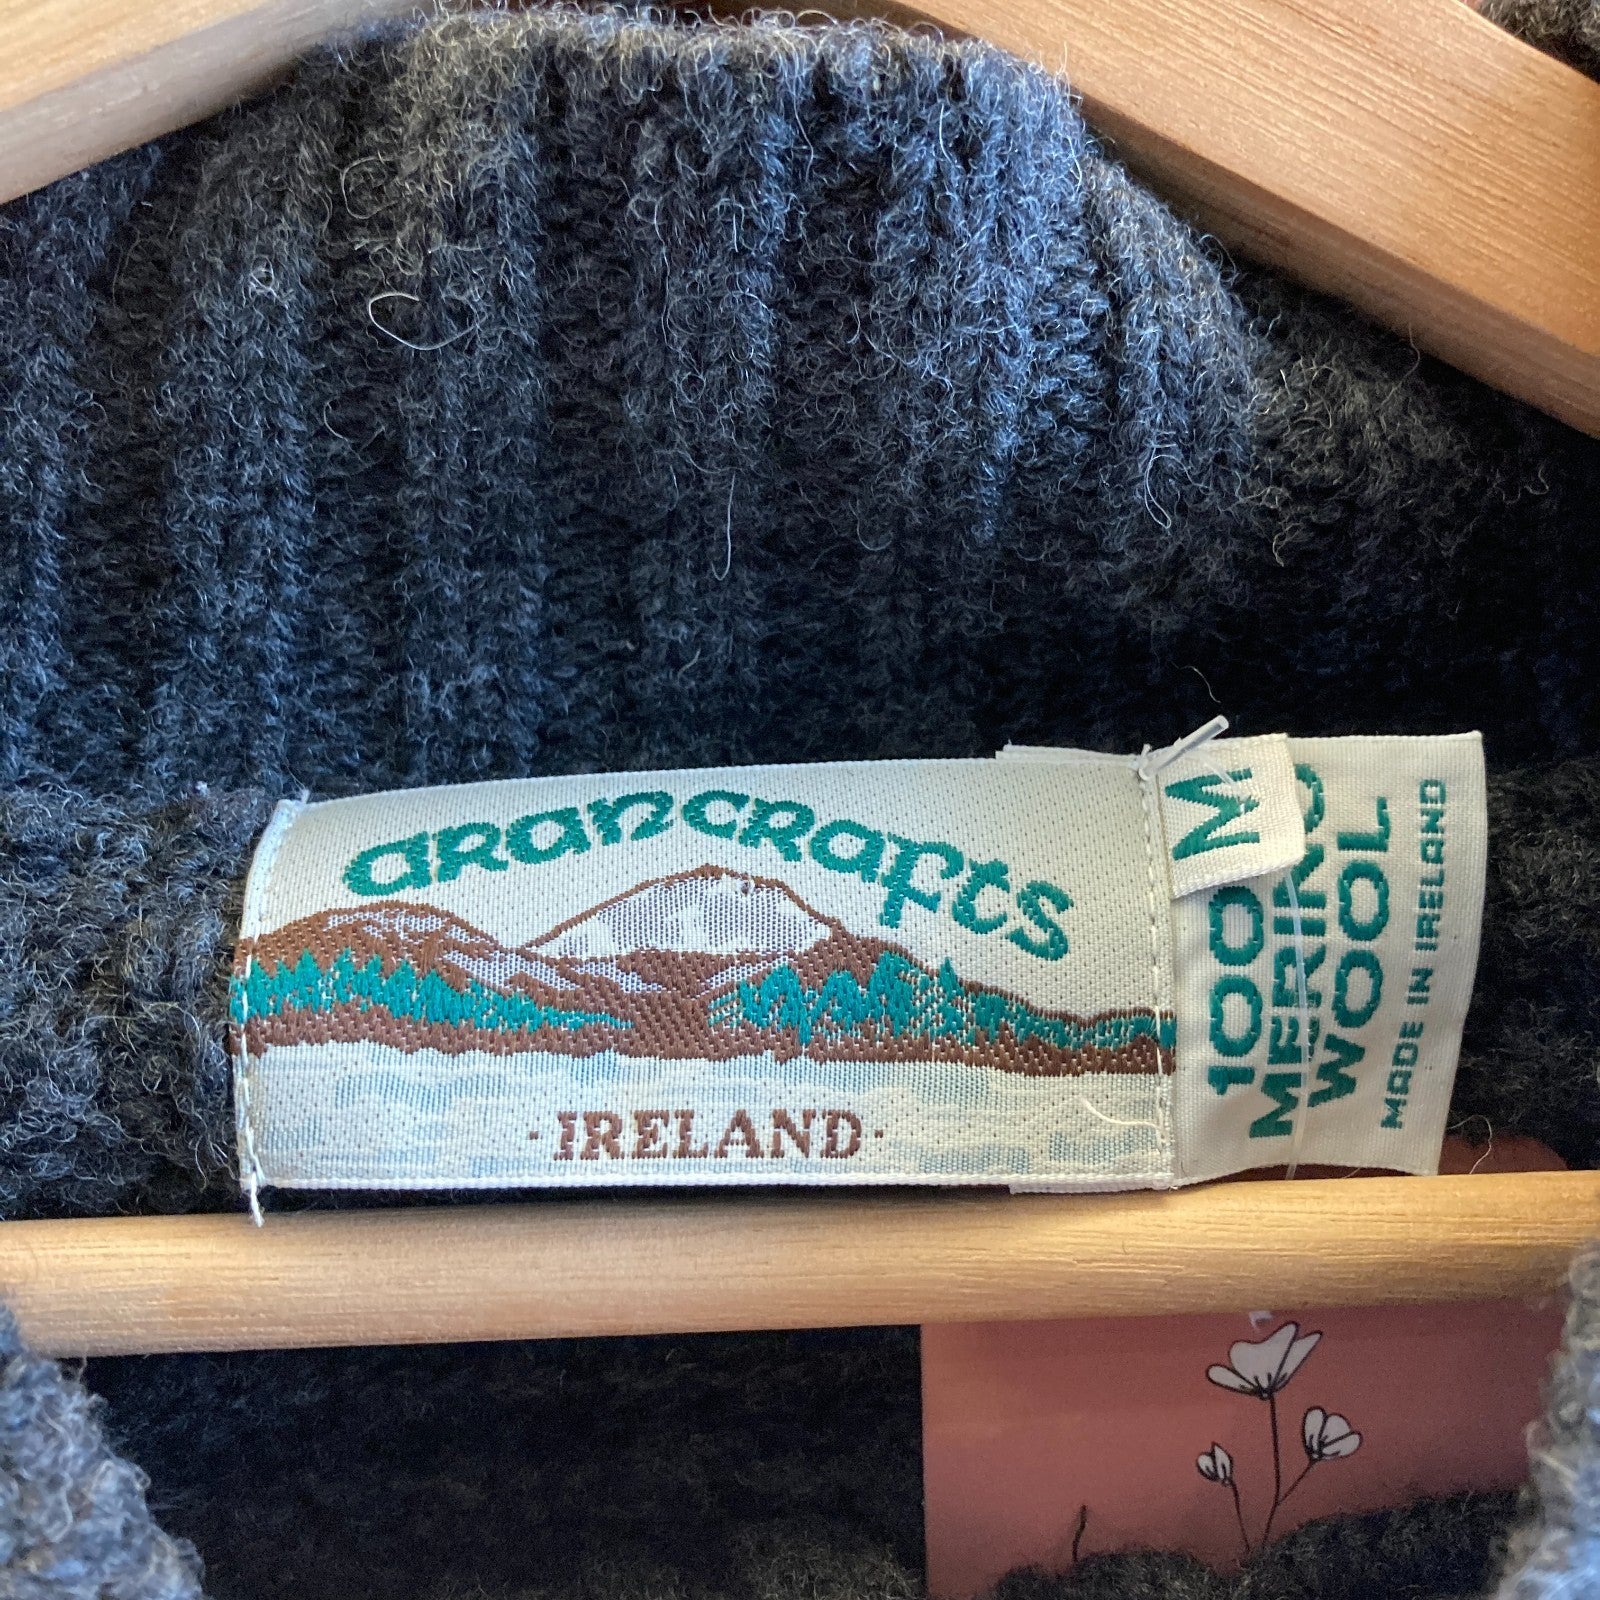 arancrafts
·IRELAND·
M
100%
MERINO
WOOL
MADE IN IRELAND